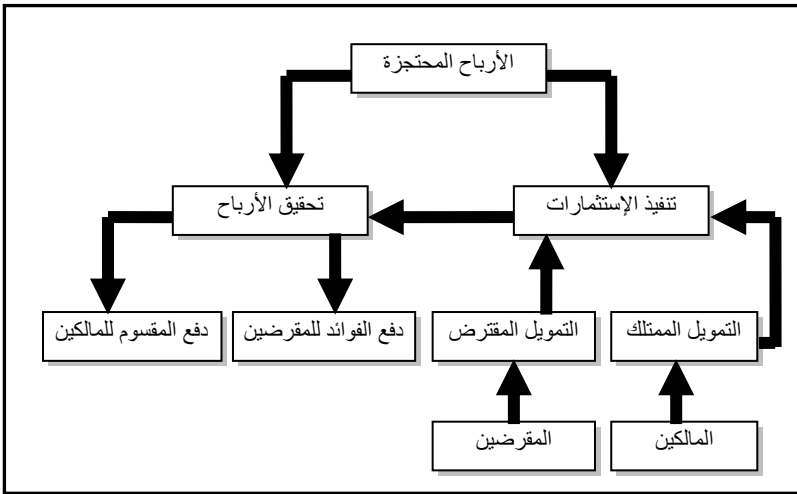 الأرباح المحتجزة
تنفيذ الإستثمارات
تحقيق الأرباح
التمويل الممتلك
التمويل المقترض
دفع الفوائد للمقرضين
دفع المقسوم للمالكين
المالكين
المقرضين